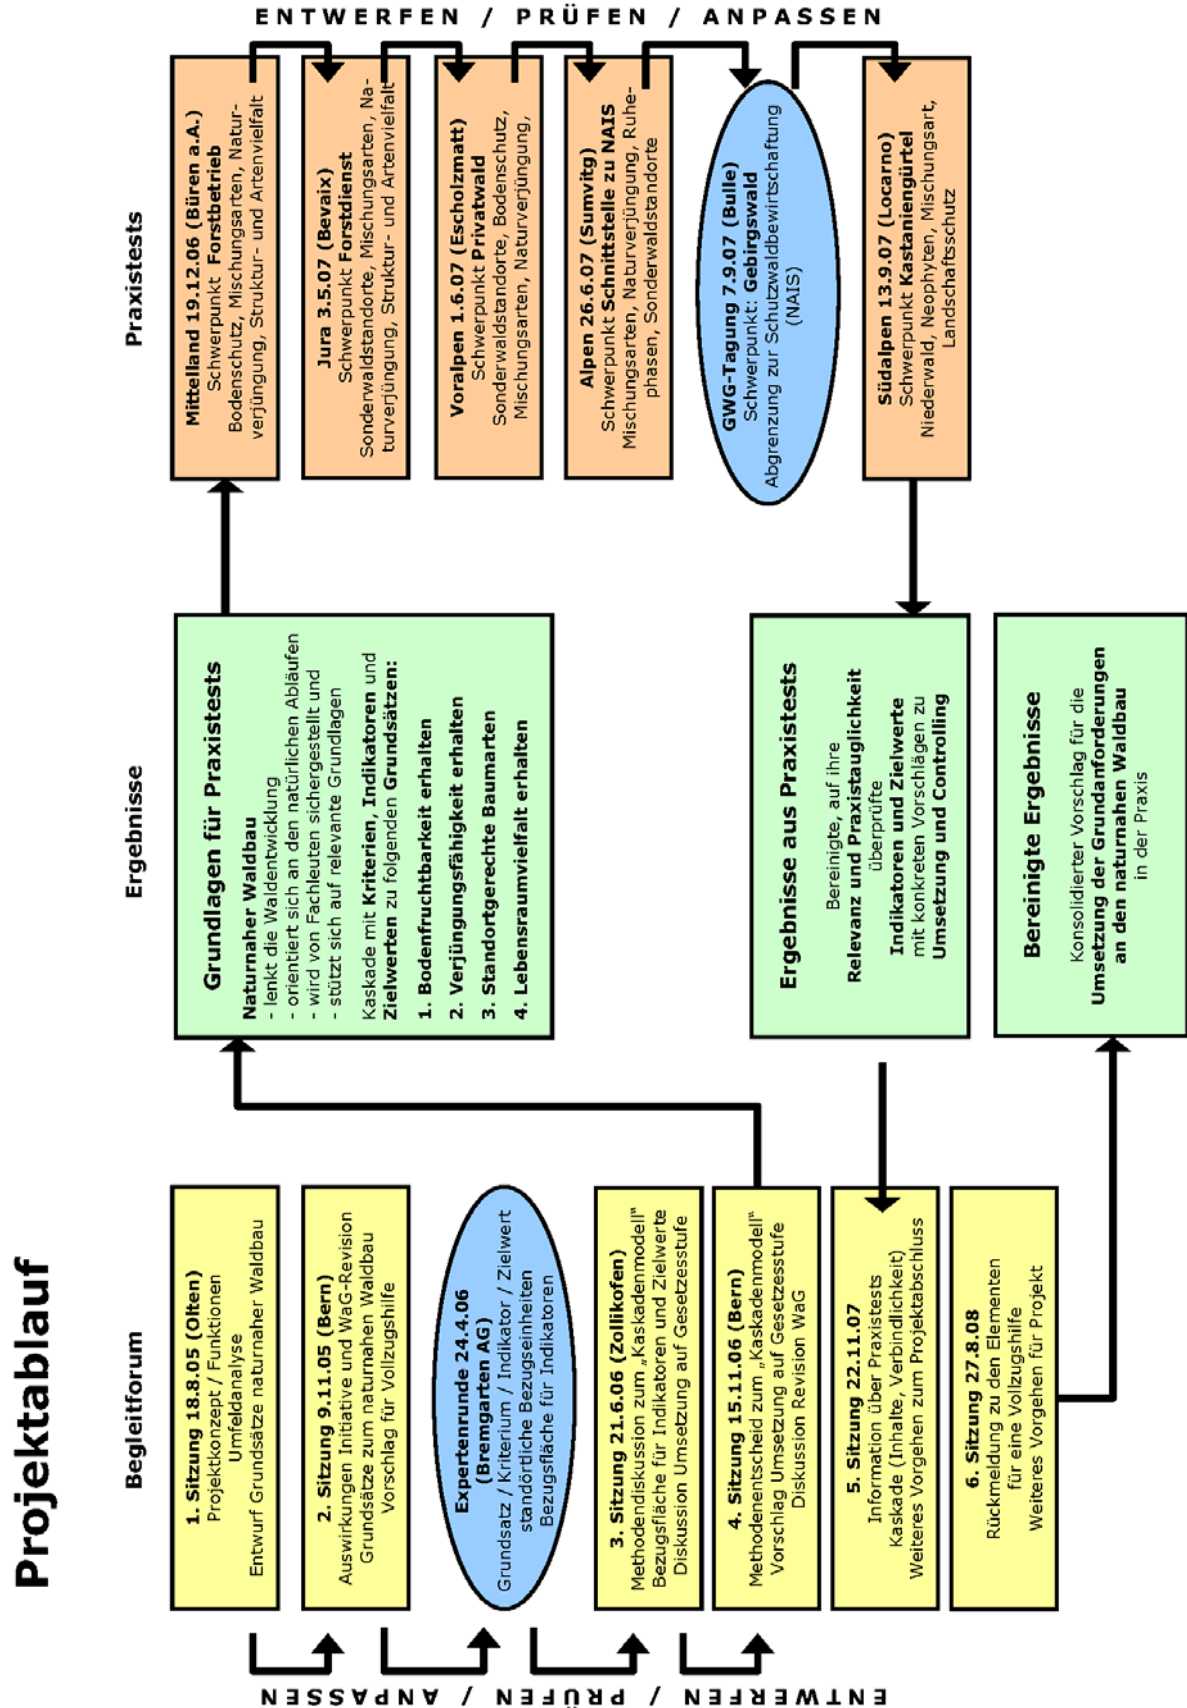 Projektablauf
Begleitforum
Ergebnisse
Praxistests
ENTWERFEN / PRÜFEN / ANPASSEN
1. Sitzung 18.8.05 (Olten)
Projektkonzept / Funktionen
Umfeldanalyse
Entwurf Grundsätze naturnaher Waldbau
2. Sitzung 9.11.05 (Bern)
Auswirkungen Initiative und WaG-Revision
Grundsätze zum naturnahen Waldbau
Vorschlag für Vollzugshilfe
Expertenrunde 24.4.06
(Bremgarten AG)
Grundsatz / Kriterium / Indikator / Zielwert
standörtliche Bezugseinheiten
Bezugsfläche für Indikatoren
3. Sitzung 21.6.06 (Zollikofen)
Methodendiskussion zum „Kaskadenmodell"
Bezugsfläche für Indikatoren und Zielwerte
Diskussion Umsetzung auf Gesetzesstufe
4. Sitzung 15.11.06 (Bern)
Methodenentscheid zum „Kaskadenmodell"
Vorschlag Umsetzung auf Gesetzesstufe
Diskussion Revision WaG
5. Sitzung 22.11.07
Information über Praxistests
Kaskade (Inhalte, Verbindlichkeit)
Weiteres Vorgehen zum Projektabschluss
6. Sitzung 27.8.08
Rückmeldung zu den Elementen
für eine Vollzugshilfe
Weiteres Vorgehen für Projekt
Grundlagen für Praxistests
Naturnaher Waldbau
- lenkt die Waldentwicklung
- orientiert sich an den natürlichen Abläufen
- wird von Fachleuten sichergestellt und
- stützt sich auf relevante Grundlagen
Kaskade mit Kriterien, Indikatoren und
Zielwerten zu folgenden Grundsätzen:
1. Bodenfruchtbarkeit erhalten
2. Verjüngungsfähigkeit erhalten
3. Standortgerechte Baumarten
4. Lebensraumvielfalt erhalten
Ergebnisse aus Praxistests
Bereinigte, auf ihre
Relevanz und Praxistauglichkeit
überprüfte
Indikatoren und Zielwerte
mit konkreten Vorschlägen zu
Umsetzung und Controlling
Bereinigte Ergebnisse
Konsolidierter Vorschlag für die
Umsetzung der Grundanforderungen
an den naturnahen Waldbau
in der Praxis
Mittelland 19.12.06 (Büren a.A.)
Schwerpunkt Forstbetrieb
Bodenschutz, Mischungsarten, Natur-
verjüngung, Struktur- und Artenvielfalt
Jura 3.5.07 (Bevaix)
Schwerpunkt Forstdienst
Sonderwaldstandorte, Mischungsarten, Na-
turverjüngung, Struktur- und Artenvielfalt
Voralpen 1.6.07 (Escholzmatt)
Schwerpunkt Privatwald
Sonderwaldstandorte, Bodenschutz,
Mischungsarten, Naturverjüngung,
Alpen 26.6.07 (Sumvitg)
Schwerpunkt Schnittstelle zu NAIS
Mischungsarten, Naturverjüngung, Ruhe-
phasen, Sonderwaldstandorte
GWG-Tagung 7.9.07 (Bulle)
Schwerpunkt: Gebirgswald
Abgrenzung zur Schutzwaldbewirtschaftung
(NAIS)
Südalpen 13.9.07 (Locarno)
Schwerpunkt Kastaniengürtel
Niederwald, Neophyten, Mischungsart,
Landschaftsschutz
ENTWERFEN / PRÜFEN / ANPASSEN